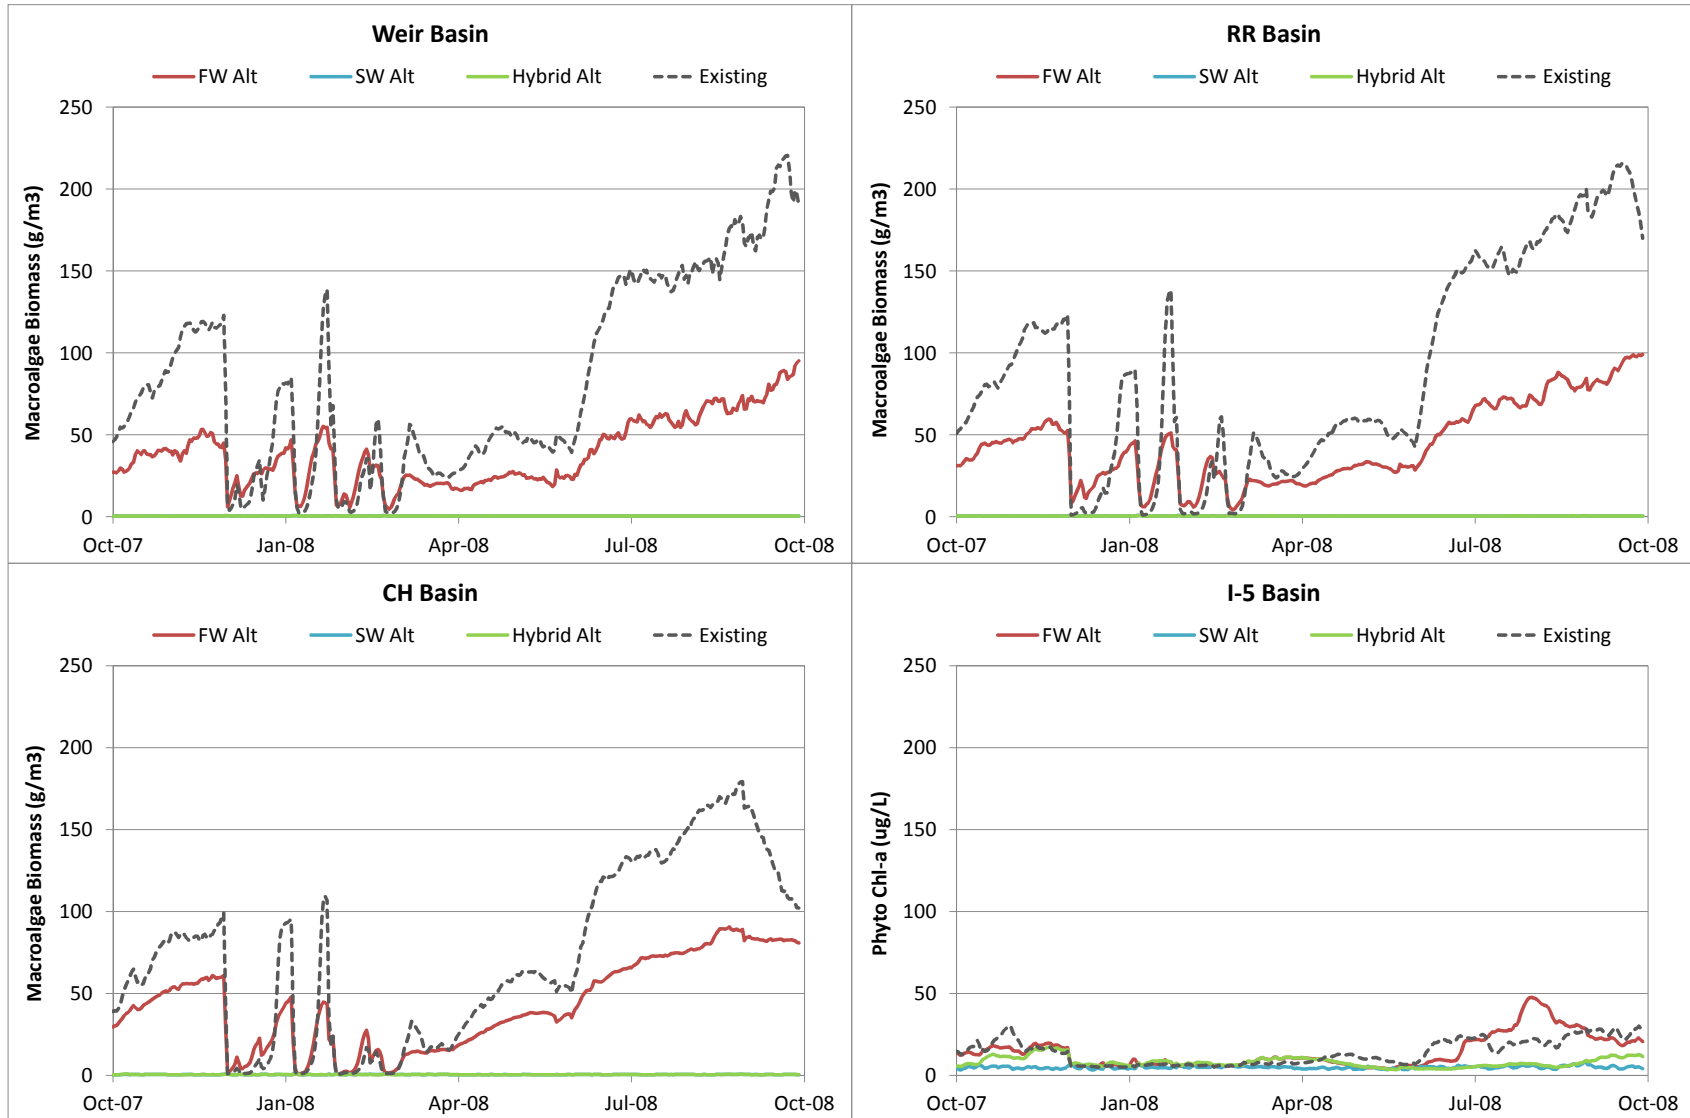 Weir Basin
FW Alt SW Alt Hybrid Alt Existing
Macroalgae Biomass (g/m3)
250
200
150
100
50
0
Oct-07 Jan-08 Apr-08 Jul-08 Oct-08
RR Basin
FW Alt SW Alt Hybrid Alt Existing
Macroalgae Biomass (g/m3)
250
200
150
100
50
0
Oct-07 Jan-08 Apr-08 Jul-08 Oct-08
CH Basin
FW Alt SW Alt Hybrid Alt Existing
Macroalgae Biomass (g/m3)
250
200
150
100
50
0
Oct-07 Jan-08 Apr-08 Jul-08 Oct-08
I-5 Basin
FW Alt SW Alt Hybrid Alt Existing
Phyto Chl-a (ug/L)
250
200
150
100
50
0
Oct-07 Jan-08 Apr-08 Jul-08 Oct-08